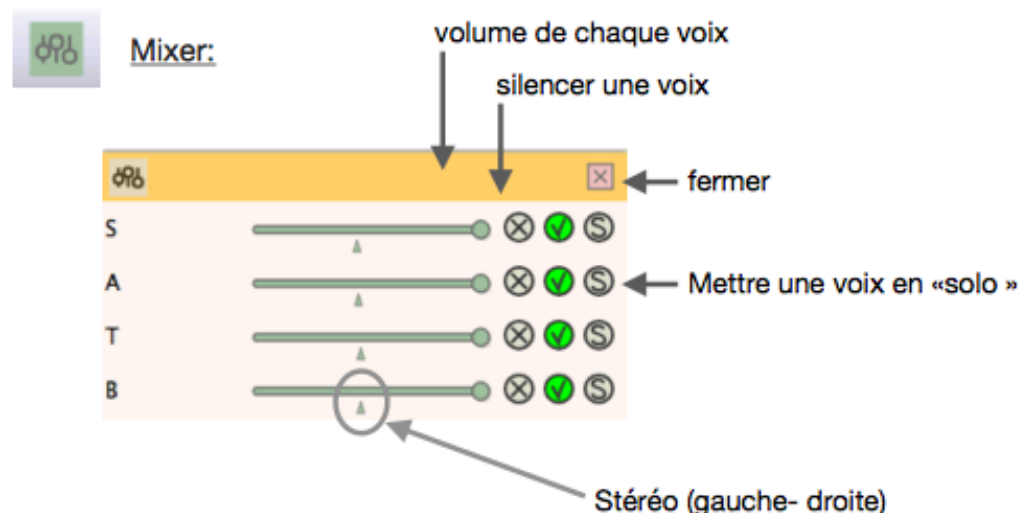 Mixer:
volume de chaque voix
silencer une voix
fermer
S
S
A
S
Mettre une voix en «solo »
T
S
B
S
Stéréo (gauche- droite)